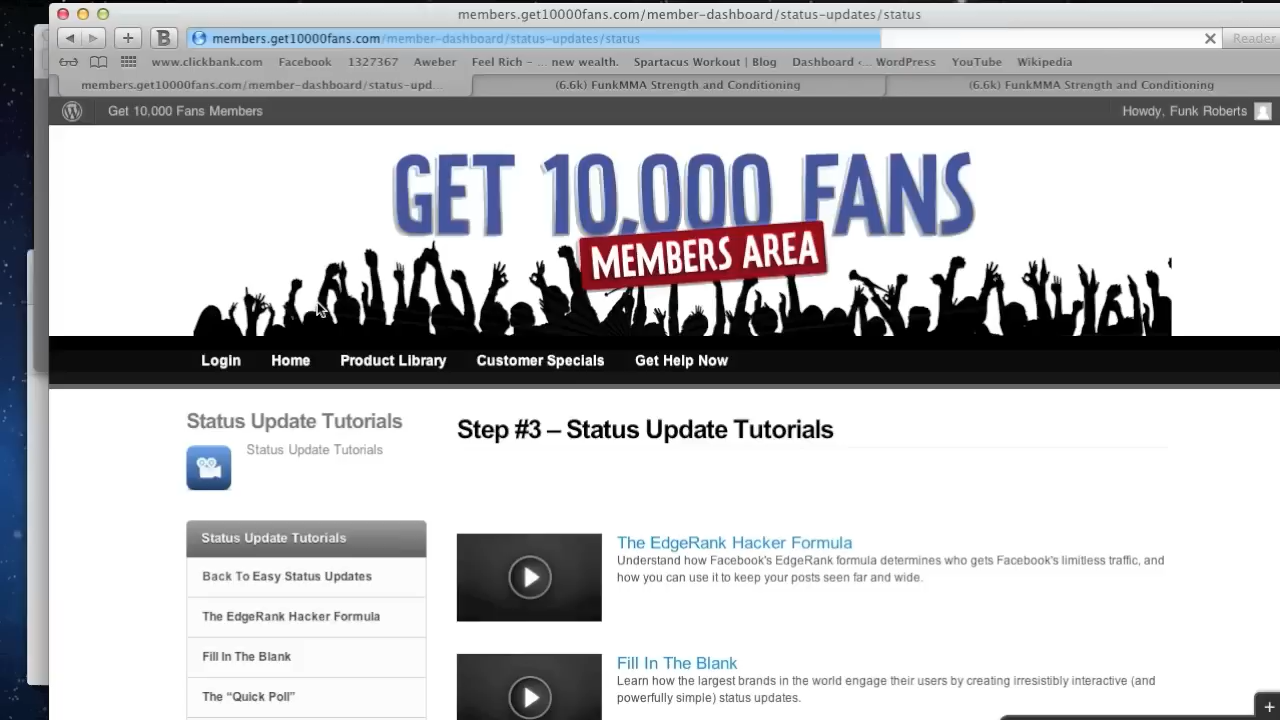 members.get10000fans.com/member-dashboard/status-updates/status
members.get10000fans.com/member-dashboard/status-updates/status
Reader
www.clickbank.com Facebook 1327367 Aweber Feel Rich – ... new wealth. Spartacus Workout | Blog Dashboard ‹ ... WordPress YouTube Wikipedia
members.get10000fans.com/member-dashboard/status-upd... (6.6k) FunkMMA Strength and Conditioning (6.6k) FunkMMA Strength and Conditioning
Get 10,000 Fans Members
Howdy, Funk Roberts
GET 10,000 FANS
MEMBERS AREA
Login Home Product Library Customer Specials Get Help Now
Status Update Tutorials
Status Update Tutorials
Step #3 – Status Update Tutorials
Status Update Tutorials
Back To Easy Status Updates
The EdgeRank Hacker Formula
Fill In The Blank
The “Quick Poll”
The EdgeRank Hacker Formula
Understand how Facebook's EdgeRank formula determines who gets Facebook's limitless traffic, and
how you can use it to keep your posts seen far and wide.
Fill In The Blank
Learn how the largest brands in the world engage their users by creating irresistibly interactive (and
powerfully simple) status updates.